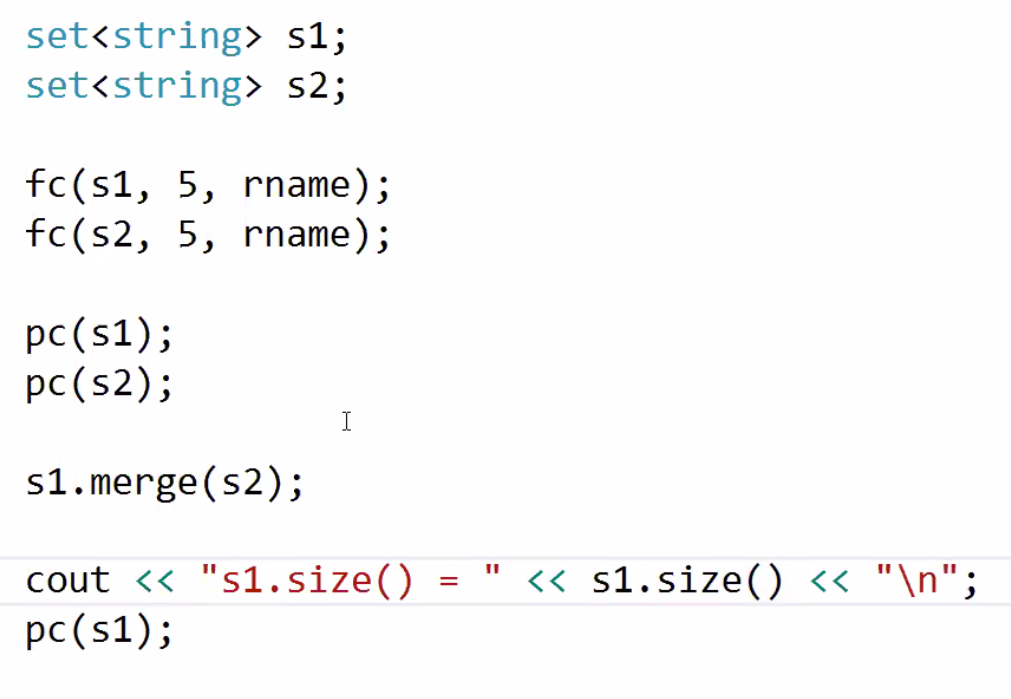 set<string> s1;
set<string> s2;
fc(s1, 5, rname);
fc(s2, 5, rname);
pc(s1);
pc(s2);
s1.merge(s2);
cout << "s1.size() = " << s1.size() << "\n";
pc(s1);